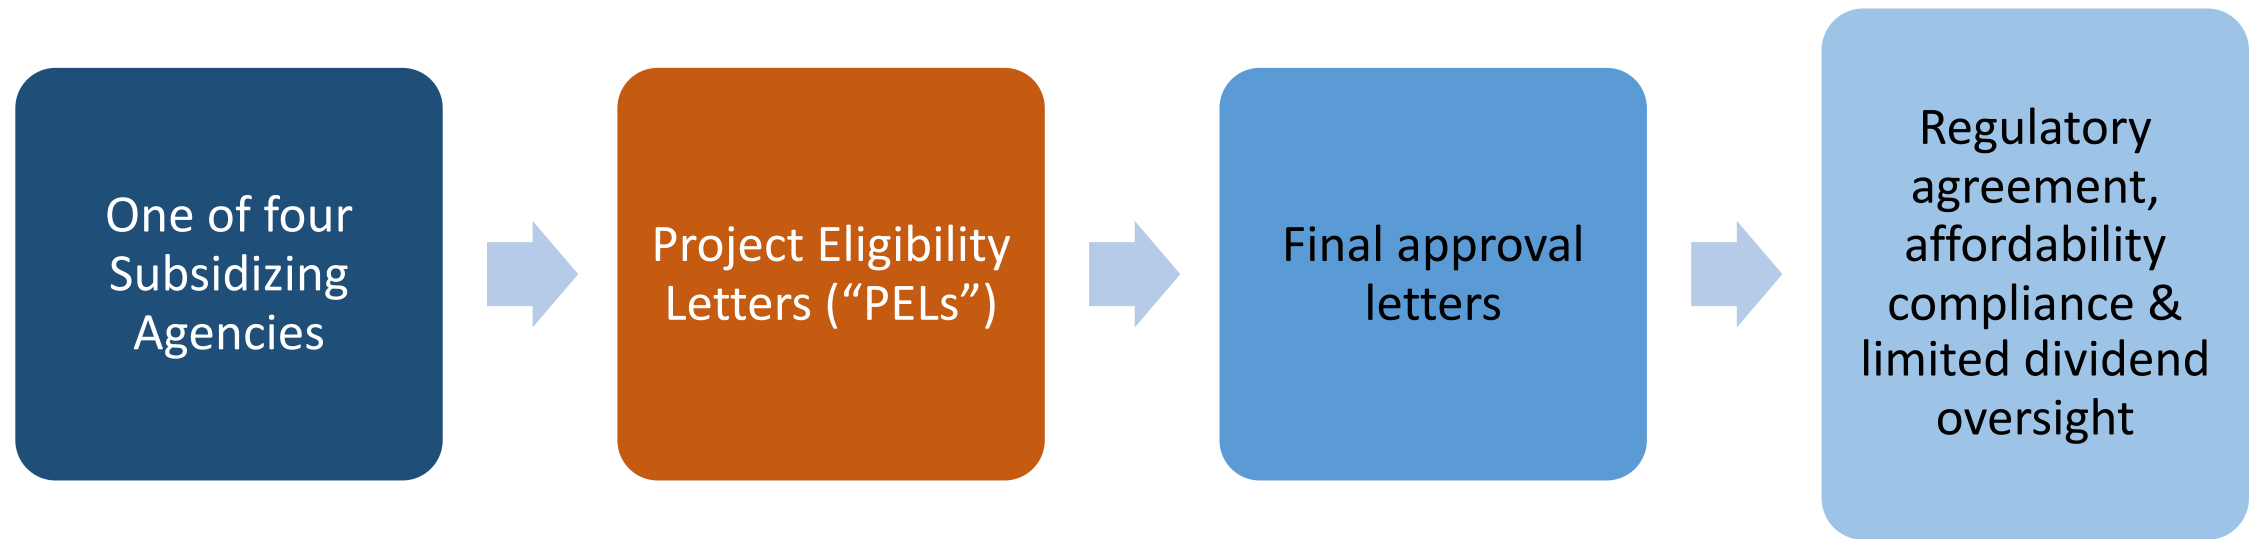 One of four
Subsidizing
Agencies
Project Eligibility
Letters (“PELs”)
Final approval
letters
Regulatory
agreement,
affordability
compliance &
limited dividend
oversight